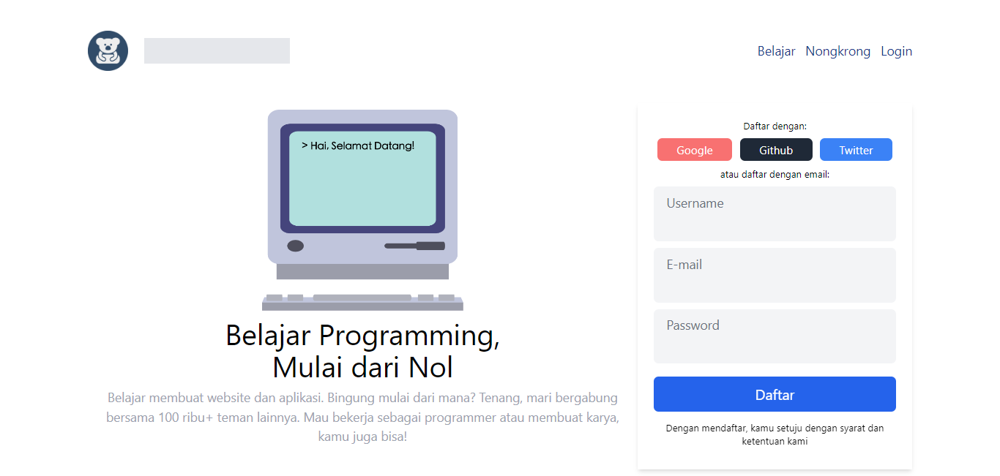 Belajar Nongkrong Login
> Hai, Selamat Datang!
Belajar Programming,
Mulai dari Nol
Belajar membuat website dan aplikasi. Bingung mulai dari mana? Tenang, mari bergabung
bersama 100 ribu+ teman lainnya. Mau bekerja sebagai programmer atau membuat karya,
kamu juga bisa!
Daftar dengan:
Google Github Twitter
atau daftar dengan email:
Username
E-mail
Password
Daftar
Dengan mendaftar, kamu setuju dengan syarat dan
ketentuan kami